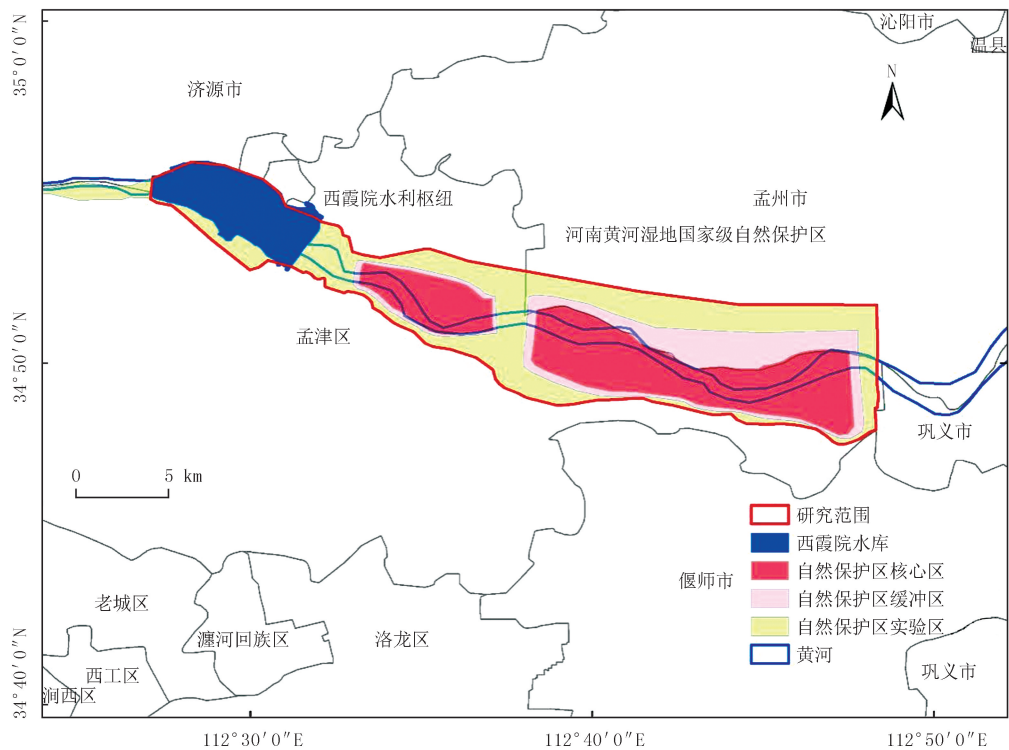 沁阳市
温县
35°0′0″N
N
济源市
西霞院水利枢纽
孟州市
河南黄河湿地国家级自然保护区
34°50′0″N
孟津区
巩义市
0 5 km
研究范围
西霞院水库
自然保护区核心区
偃师市
自然保护区缓冲区
老城区
自然保护区实验区
瀍河回族区
洛龙区
黄河
34°40′0″N
西工区
巩义市
涧西区
112°30′0″E
112°40′0″E
112°50′0″E